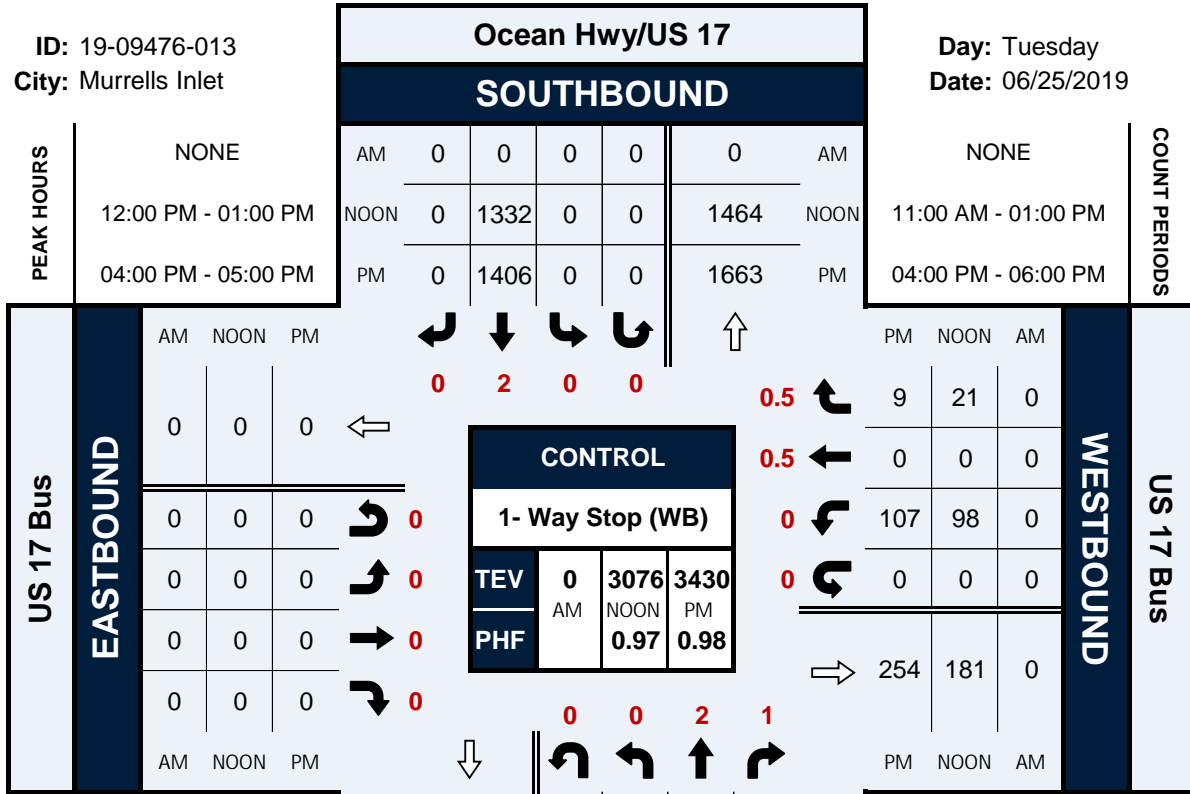 Ocean Hwy/US 17
ID: 19-09476-013
Day: Tuesday
City: Murrells Inlet
Date: 06/25/2019
SOUTHBOUND
PEAK HOURS
NONE
12:00 PM - 01:00 PM
04:00 PM - 05:00 PM
AM 0 0 0 0 0 AM
NOON 0 1332 0 0 1464 NOON
PM 0 1406 0 0 1663 PM
NONE
11:00 AM - 01:00 PM
04:00 PM - 06:00 PM
COUNT PERIODS
0 2 0 0
US 17 Bus
EASTBOUND
AM NOON PM
0 0 0
0 0 0 0
0 0 0 0
0 0 0 0
0 0 0 0
AM NOON PM
CONTROL
1- Way Stop (WB)
TEV 0 3076 3430
AM NOON PM
PHF 0.97 0.98
PM NOON AM
0.5 9 21 0
0.5 0 0 0
0 107 98 0
0 0 0 0
254 181 0
PM NOON AM
WESTBOUND
US 17 Bus
0 0 2 1